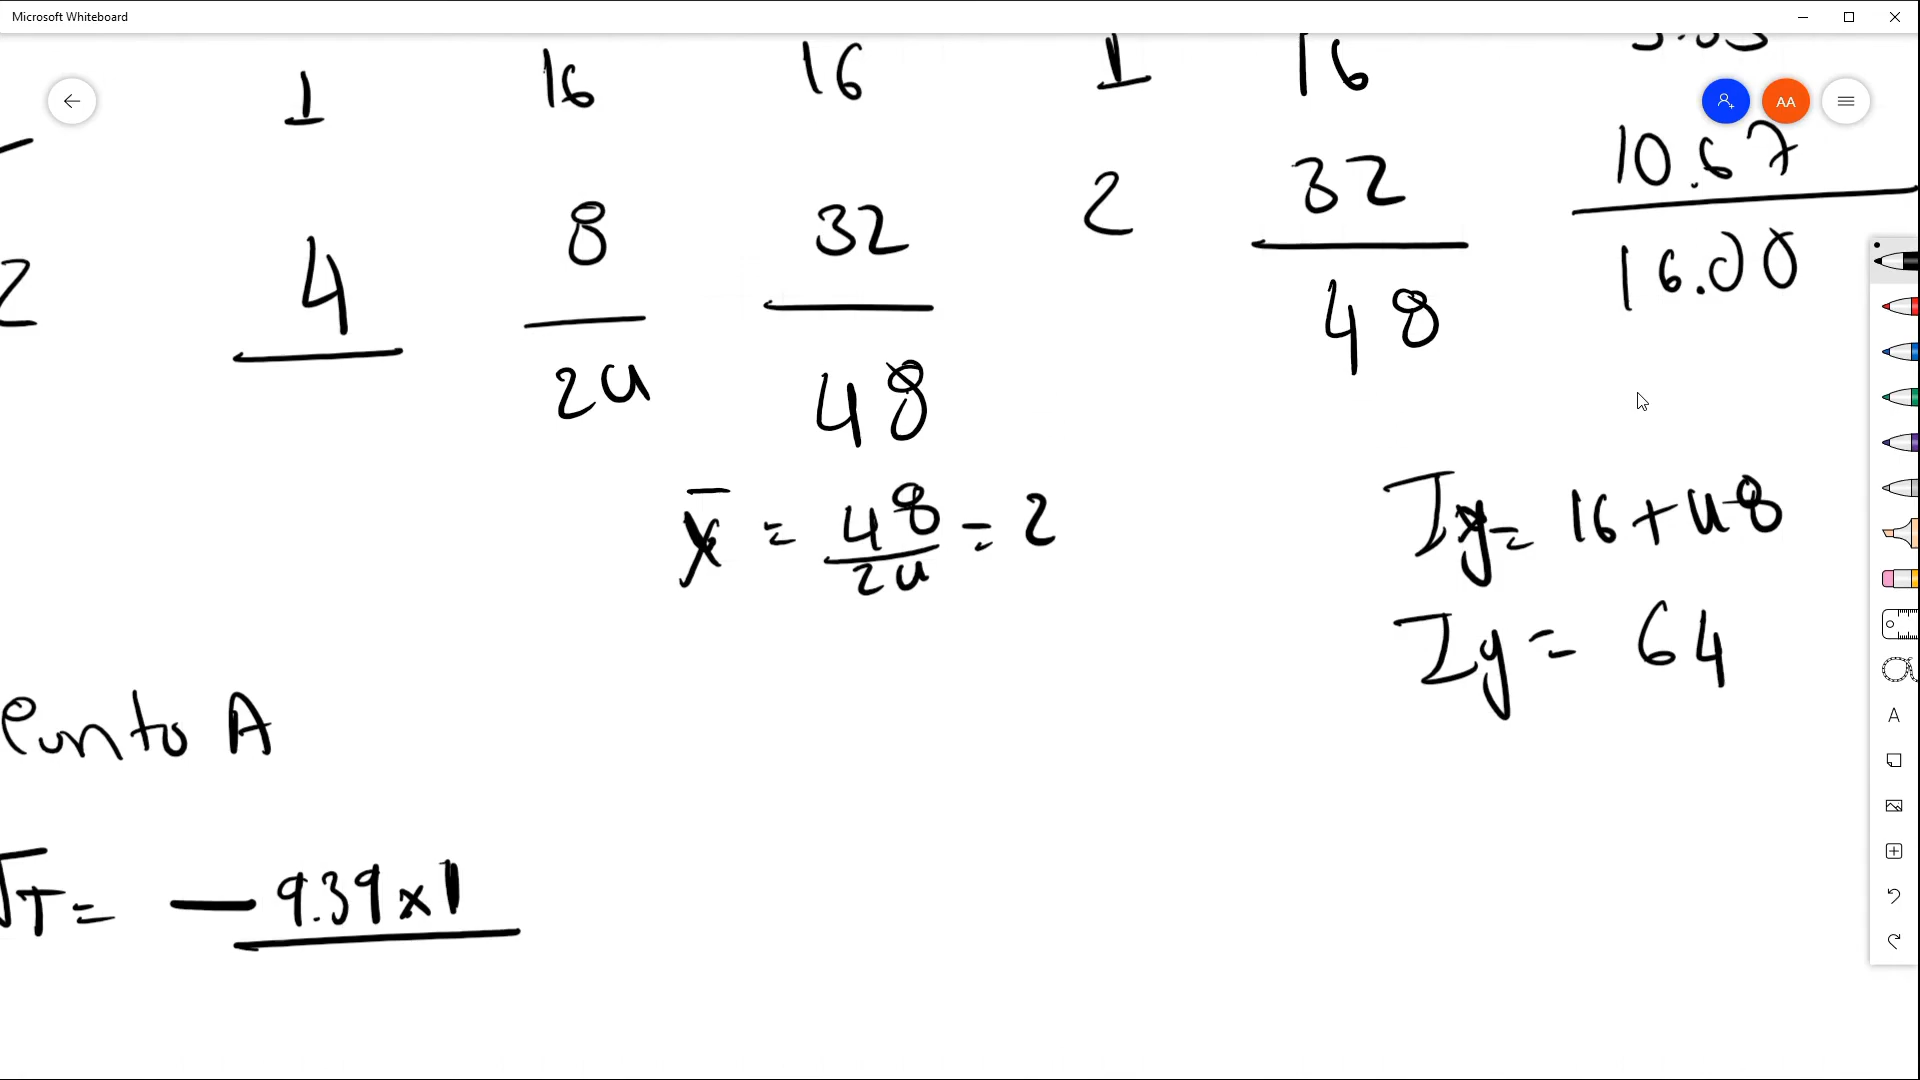 Microsoft Whiteboard
1 16 16 1 16
AA
10.67
2 4 8 32 2 32
16.00
24 48 48
x̄ = 48/24 = 2
Iy = 16 + 48
Iy = 64
Punto A
A
σT = - 9.39 x 1